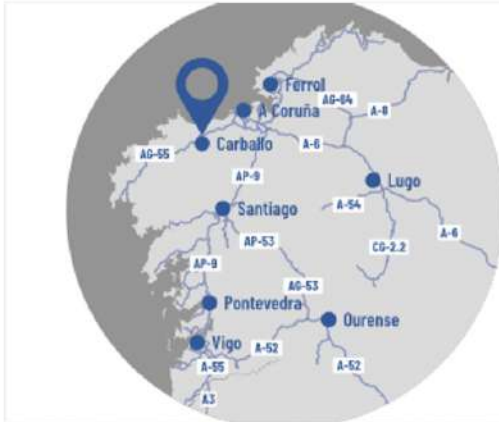 Ferrol
AG-64
A-8
A Coruña
Carballo
A-6
AG-55
AP-9
Lugo
A-54
Santiago
A-6
AP-53
CG-2.2
AP-9
AG-53
Pontevedra
Ourense
Vigo
A-52
A-55
A-52
A3